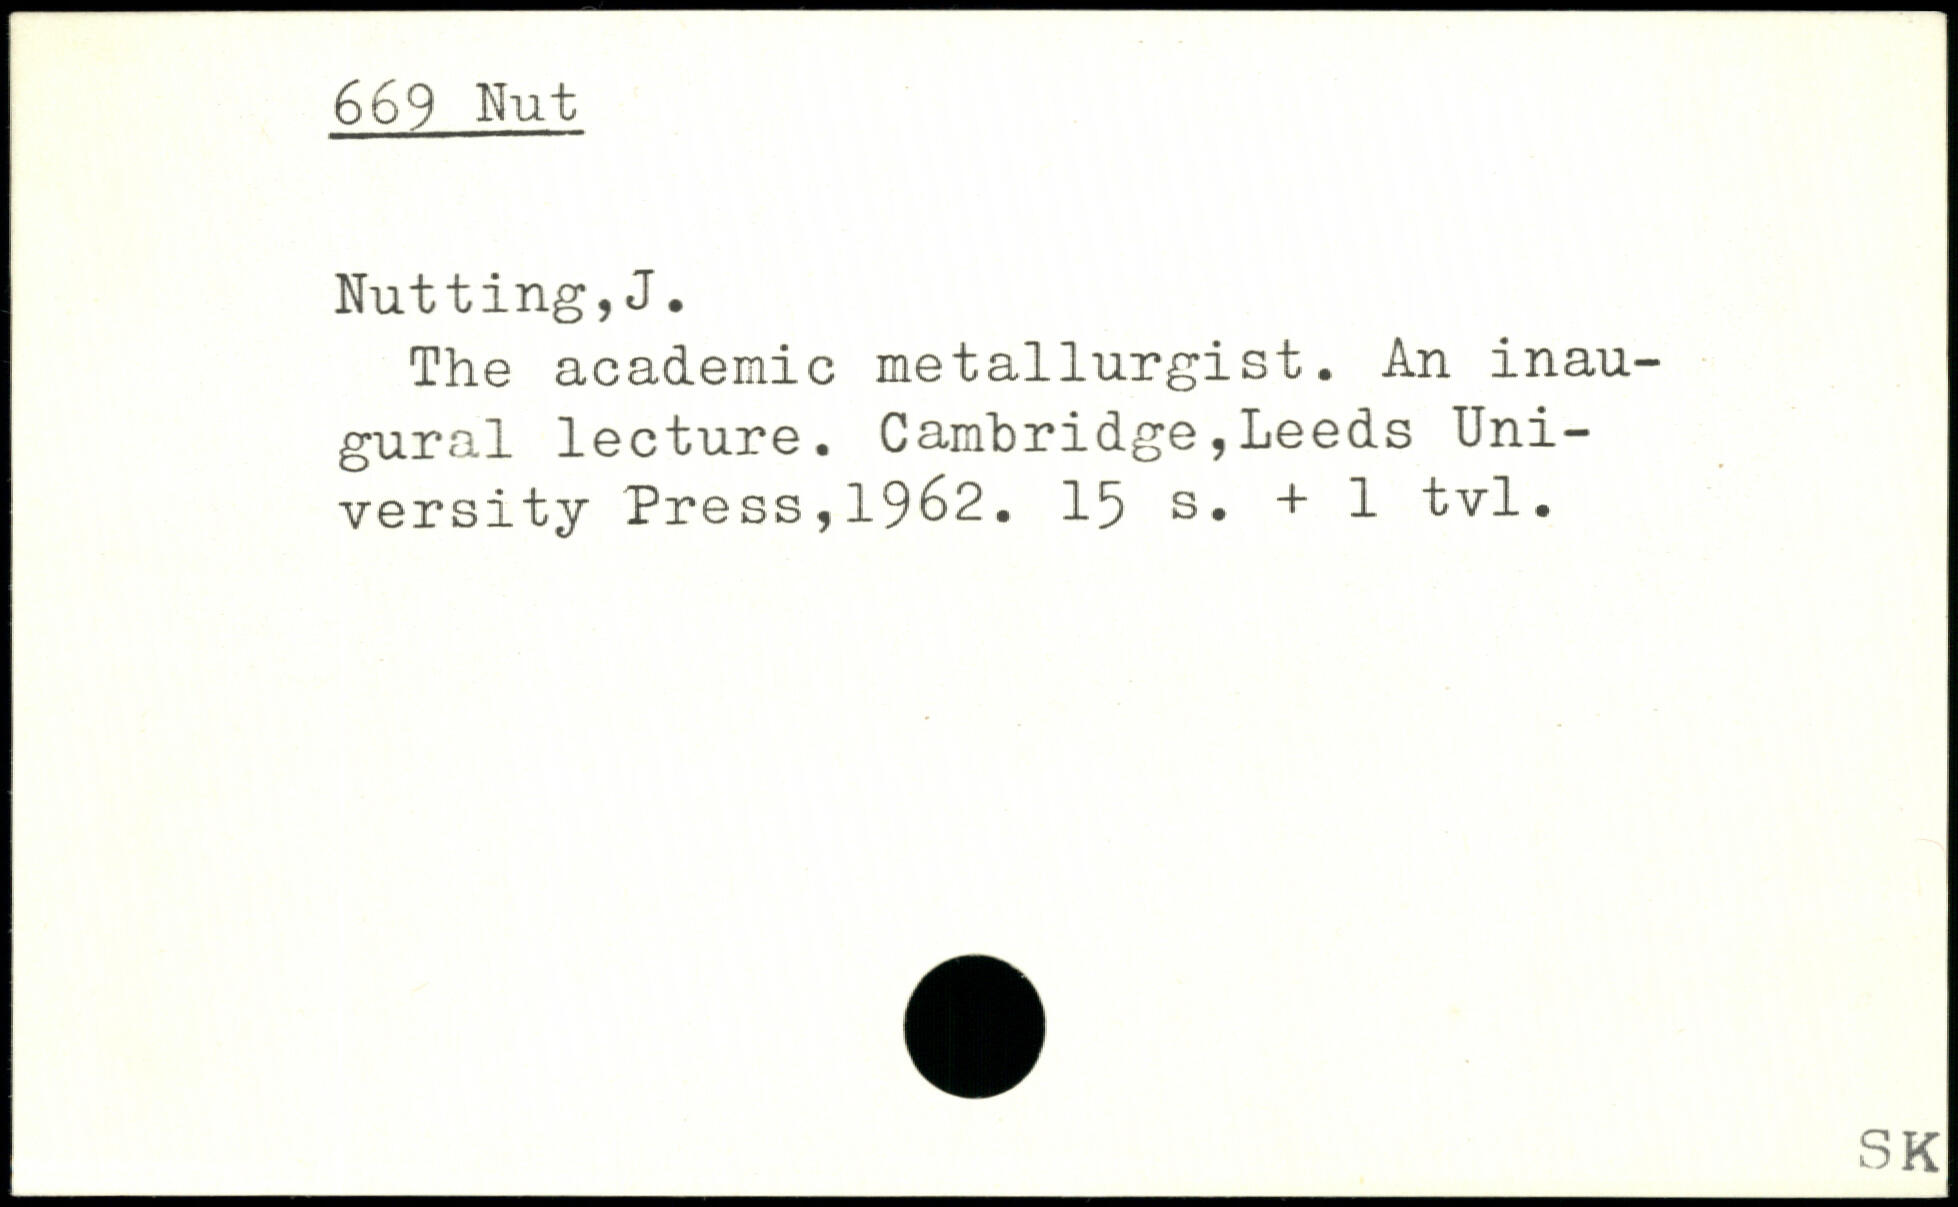 669 Nut
Nutting,J.
The academic metallurgist. An inau-
gural lecture. Cambridge,Leeds Uni-
versity Press,1962. 15 s. + 1 tvl.
SK